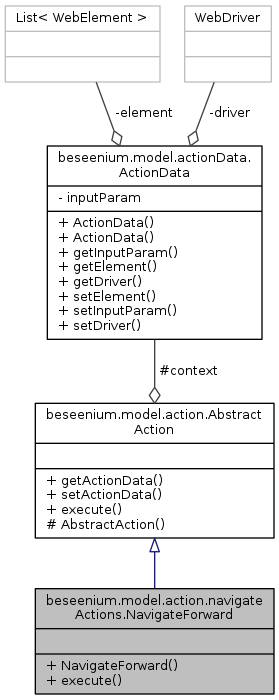 List< WebElement >
WebDriver
-element
-driver
beseenium.model.actionData.
ActionData
- inputParam
+ ActionData()
+ ActionData()
+ getInputParam()
+ getElement()
+ getDriver()
+ setElement()
+ setInputParam()
+ setDriver()
#context
beseenium.model.action.Abstract
Action
+ getActionData()
+ setActionData()
+ execute()
# AbstractAction()
beseenium.model.action.navigate
Actions.NavigateForward
+ NavigateForward()
+ execute()